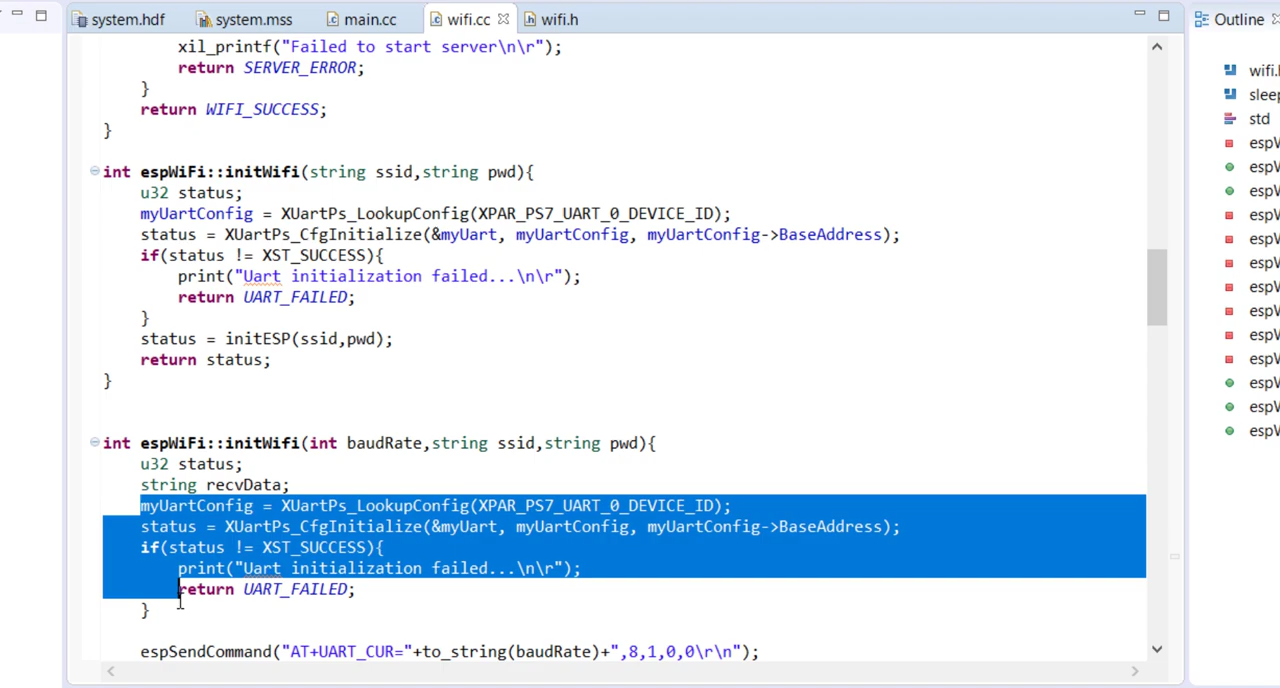 system.hdf system.mss main.cc wifi.cc wifi.h Outline
xil_printf("Failed to start server\n\r");
return SERVER_ERROR;
}
return WIFI_SUCCESS;
}
int espWiFi::initWifi(string ssid,string pwd){
u32 status;
myUartConfig = XUartPs_LookupConfig(XPAR_PS7_UART_0_DEVICE_ID);
status = XUartPs_CfgInitialize(&myUart, myUartConfig, myUartConfig->BaseAddress);
if(status != XST_SUCCESS){
print("Uart initialization failed...\n\r");
return UART_FAILED;
}
status = initESP(ssid,pwd);
return status;
}
int espWiFi::initWifi(int baudRate,string ssid,string pwd){
u32 status;
string recvData;
myUartConfig = XUartPs_LookupConfig(XPAR_PS7_UART_0_DEVICE_ID);
status = XUartPs_CfgInitialize(&myUart, myUartConfig, myUartConfig->BaseAddress);
if(status != XST_SUCCESS){
print("Uart initialization failed...\n\r");
return UART_FAILED;
}
espSendCommand("AT+UART_CUR="+to_string(baudRate)+",8,1,0,0\r\n");
std